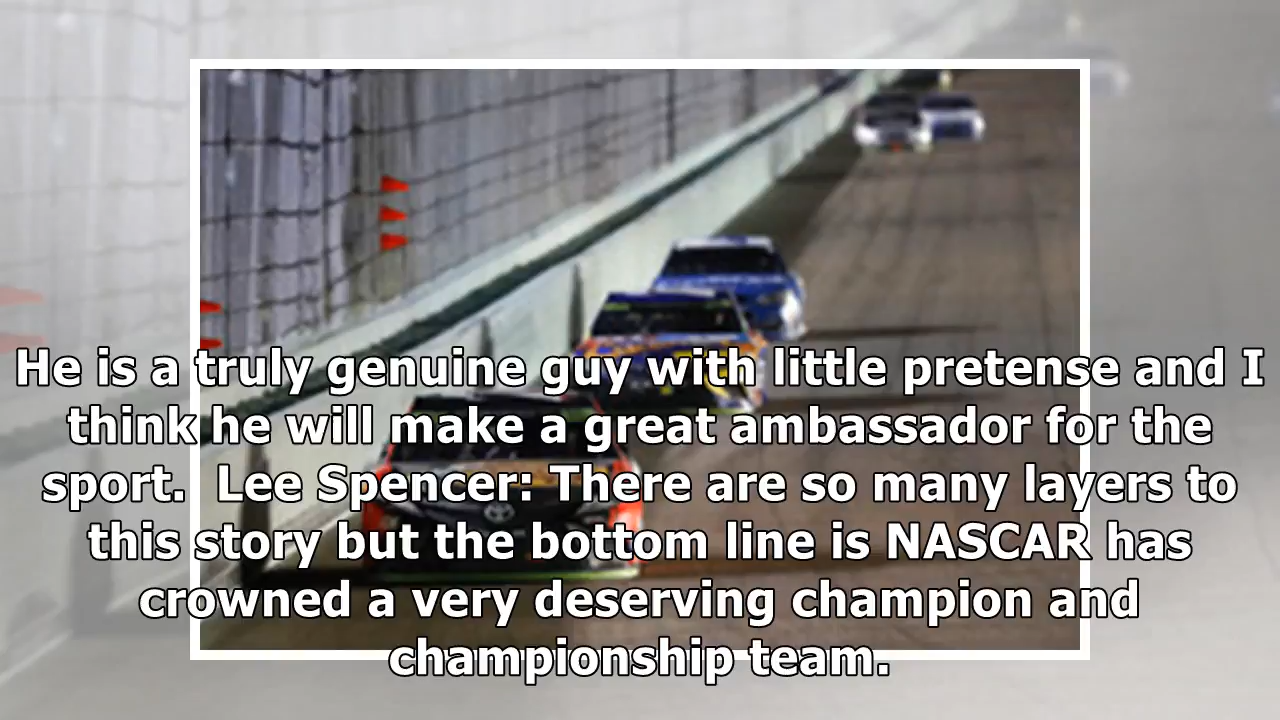 He is a truly genuine guy with little pretense and I
think he will make a great ambassador for the
sport.  Lee Spencer: There are so many layers to
this story but the bottom line is NASCAR has
crowned a very deserving champion and
championship team.